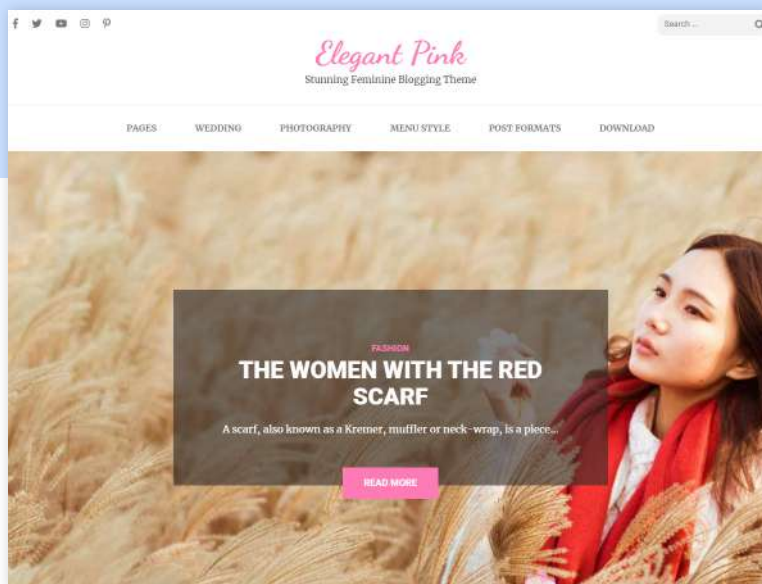 Search ...
Elegant Pink
Stunning Feminine Blogging Theme
PAGES WEDDING PHOTOGRAPHY MENU STYLE POST FORMATS DOWNLOAD
FASHION
THE WOMEN WITH THE RED
SCARF
A scarf, also known as a Kremer, muffler or neck-wrap, is a piece...
READ MORE